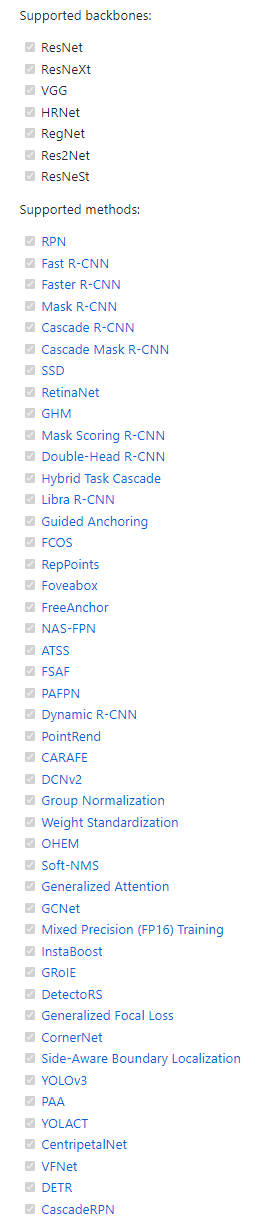 Supported backbones:
ResNet
ResNeXt
VGG
HRNet
RegNet
Res2Net
ResNeSt
Supported methods:
RPN
Fast R-CNN
Faster R-CNN
Mask R-CNN
Cascade R-CNN
Cascade Mask R-CNN
SSD
RetinaNet
GHM
Mask Scoring R-CNN
Double-Head R-CNN
Hybrid Task Cascade
Libra R-CNN
Guided Anchoring
FCOS
RepPoints
Foveabox
FreeAnchor
NAS-FPN
ATSS
FSAF
PAFPN
Dynamic R-CNN
PointRend
CARAFE
DCNv2
Group Normalization
Weight Standardization
OHEM
Soft-NMS
Generalized Attention
GCNet
Mixed Precision (FP16) Training
InstaBoost
GRoIE
DetectoRS
Generalized Focal Loss
CornerNet
Side-Aware Boundary Localization
YOLOv3
PAA
YOLACT
CentripetalNet
VFNet
DETR
CascadeRPN